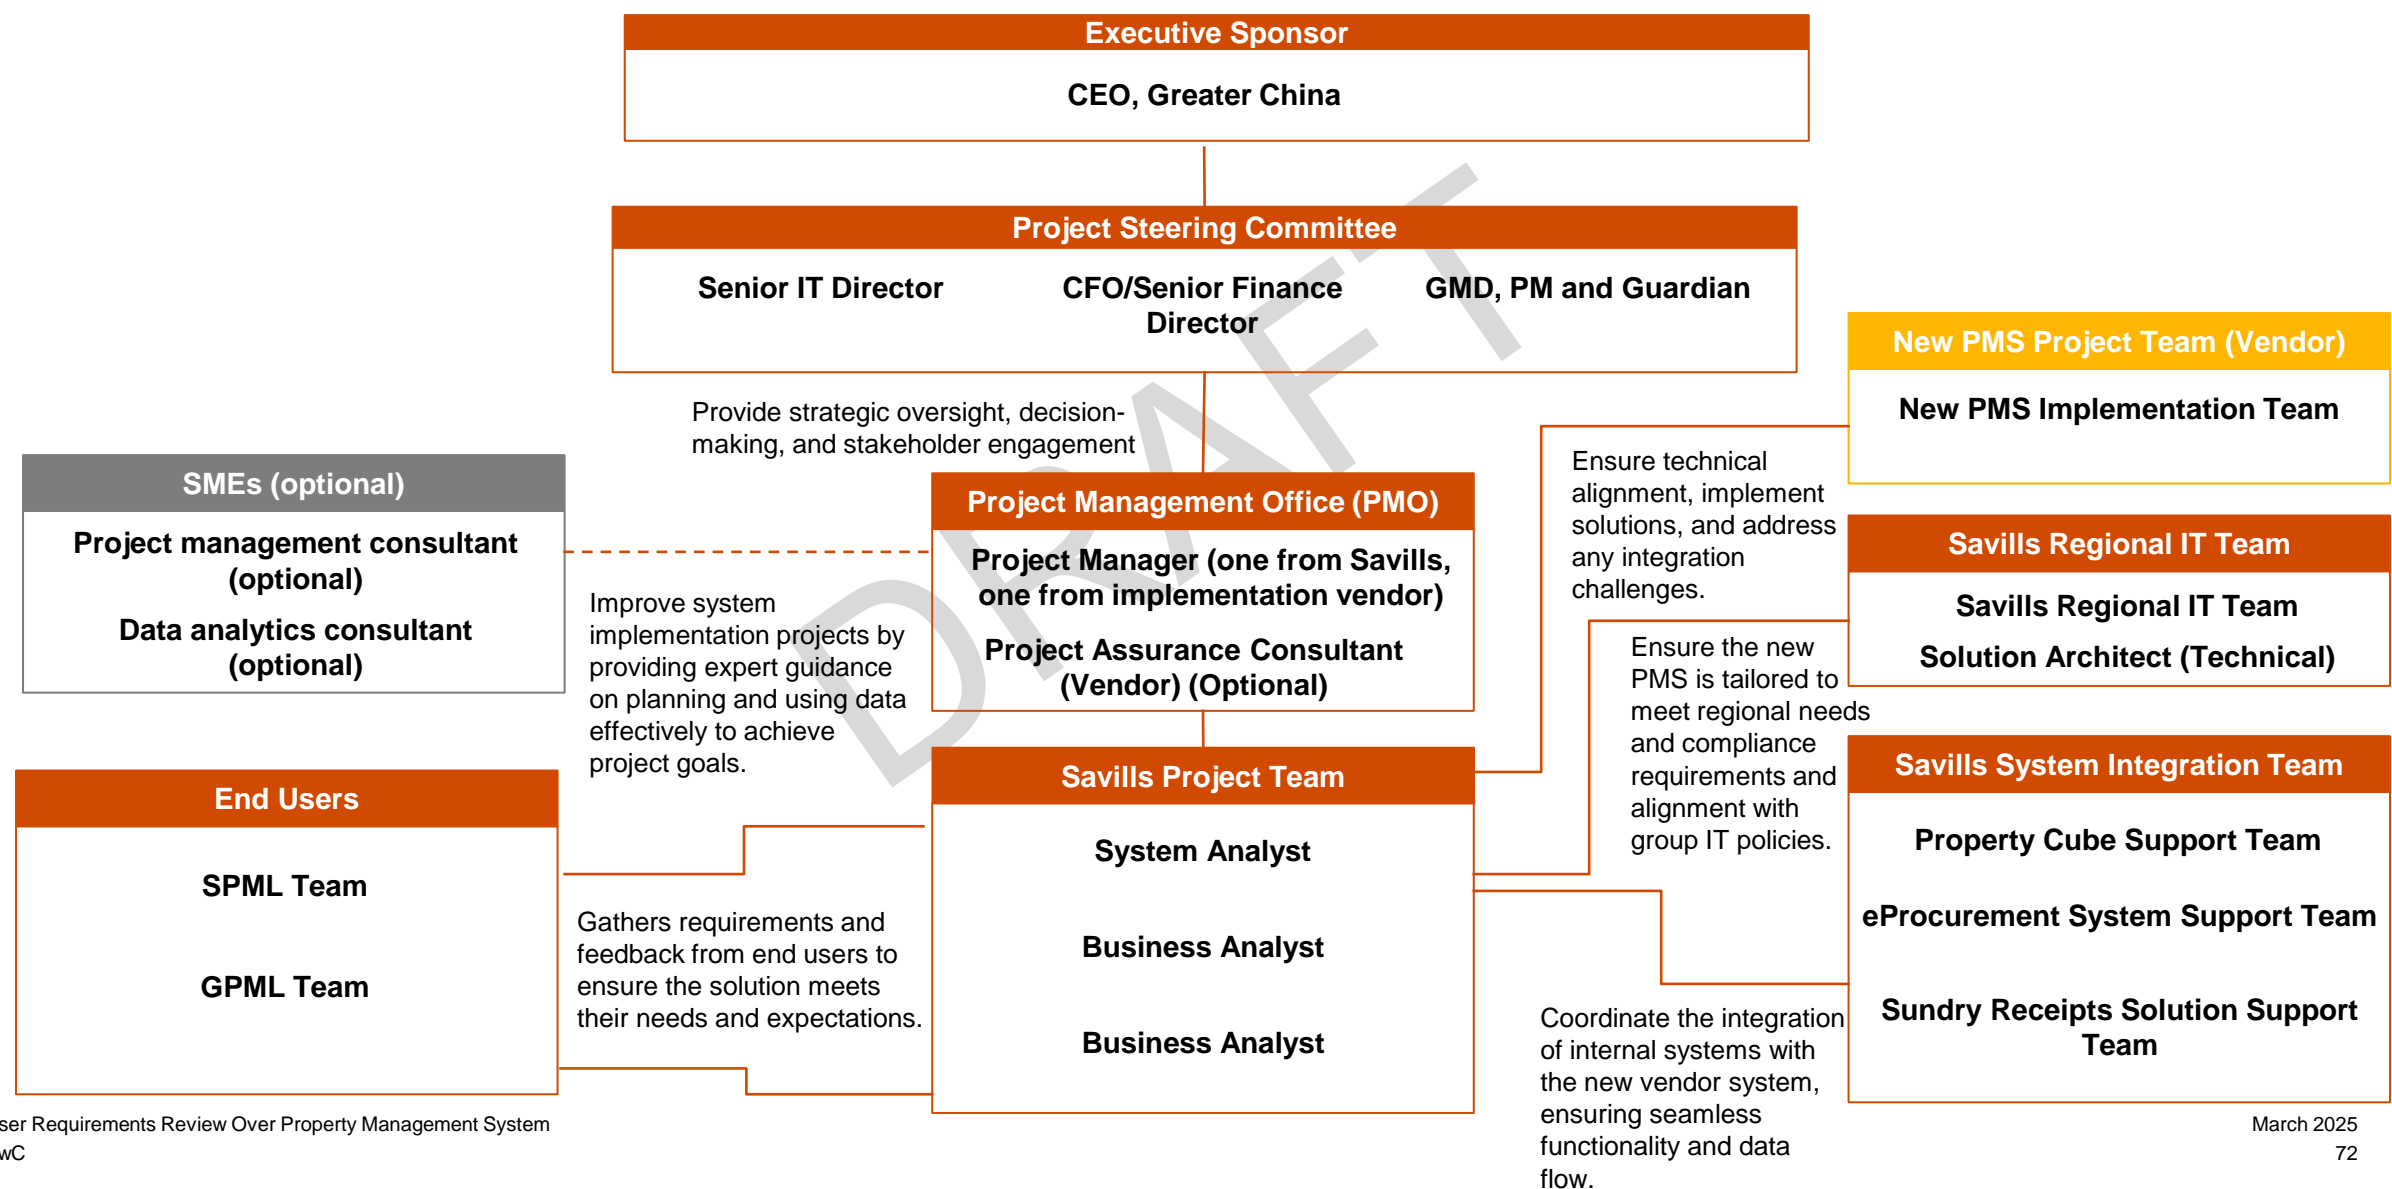 Executive Sponsor
CEO, Greater China
Project Steering Committee
Senior IT Director
CFO/Senior Finance
Director
GMD, PM and Guardian
Provide strategic oversight, decision-
making, and stakeholder engagement
New PMS Project Team (Vendor)
New PMS Implementation Team
SMEs (optional)
Project management consultant
(optional)
Data analytics consultant
(optional)
Project Management Office (PMO)
Project Manager (one from Savills,
one from implementation vendor)
Project Assurance Consultant
(Vendor) (Optional)
Ensure technical
alignment, implement
solutions, and address
any integration
challenges.
Savills Regional IT Team
Savills Regional IT Team
Solution Architect (Technical)
Improve system
implementation projects by
providing expert guidance
on planning and using data
effectively to achieve
project goals.
Ensure the new
PMS is tailored to
meet regional needs
and compliance
requirements and
alignment with
group IT policies.
End Users
SPML Team
GPML Team
Savills Project Team
System Analyst
Business Analyst
Business Analyst
Savills System Integration Team
Property Cube Support Team
eProcurement System Support Team
Sundry Receipts Solution Support
Team
Gathers requirements and
feedback from end users to
ensure the solution meets
their needs and expectations.
Coordinate the integration
of internal systems with
the new vendor system,
ensuring seamless
functionality and data
flow.
DRAFT
ser Requirements Review Over Property Management System
wC
March 2025
72